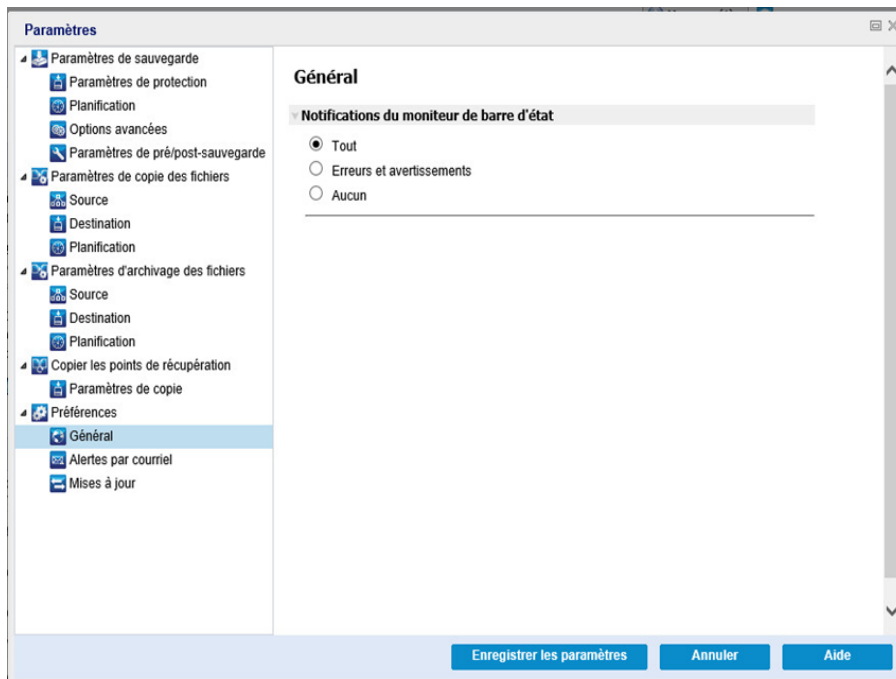 Paramètres
Paramètres de sauvegarde
Paramètres de protection
Planification
Options avancées
Paramètres de pré/post-sauvegarde
Paramètres de copie des fichiers
Source
Destination
Planification
Paramètres d'archivage des fichiers
Source
Destination
Planification
Copier les points de récupération
Paramètres de copie
Préférences
Général
Alertes par courriel
Mises à jour
Général
Notifications du moniteur de barre d'état
Tout
Erreurs et avertissements
Aucun
Enregistrer les paramètres
Annuler
Aide